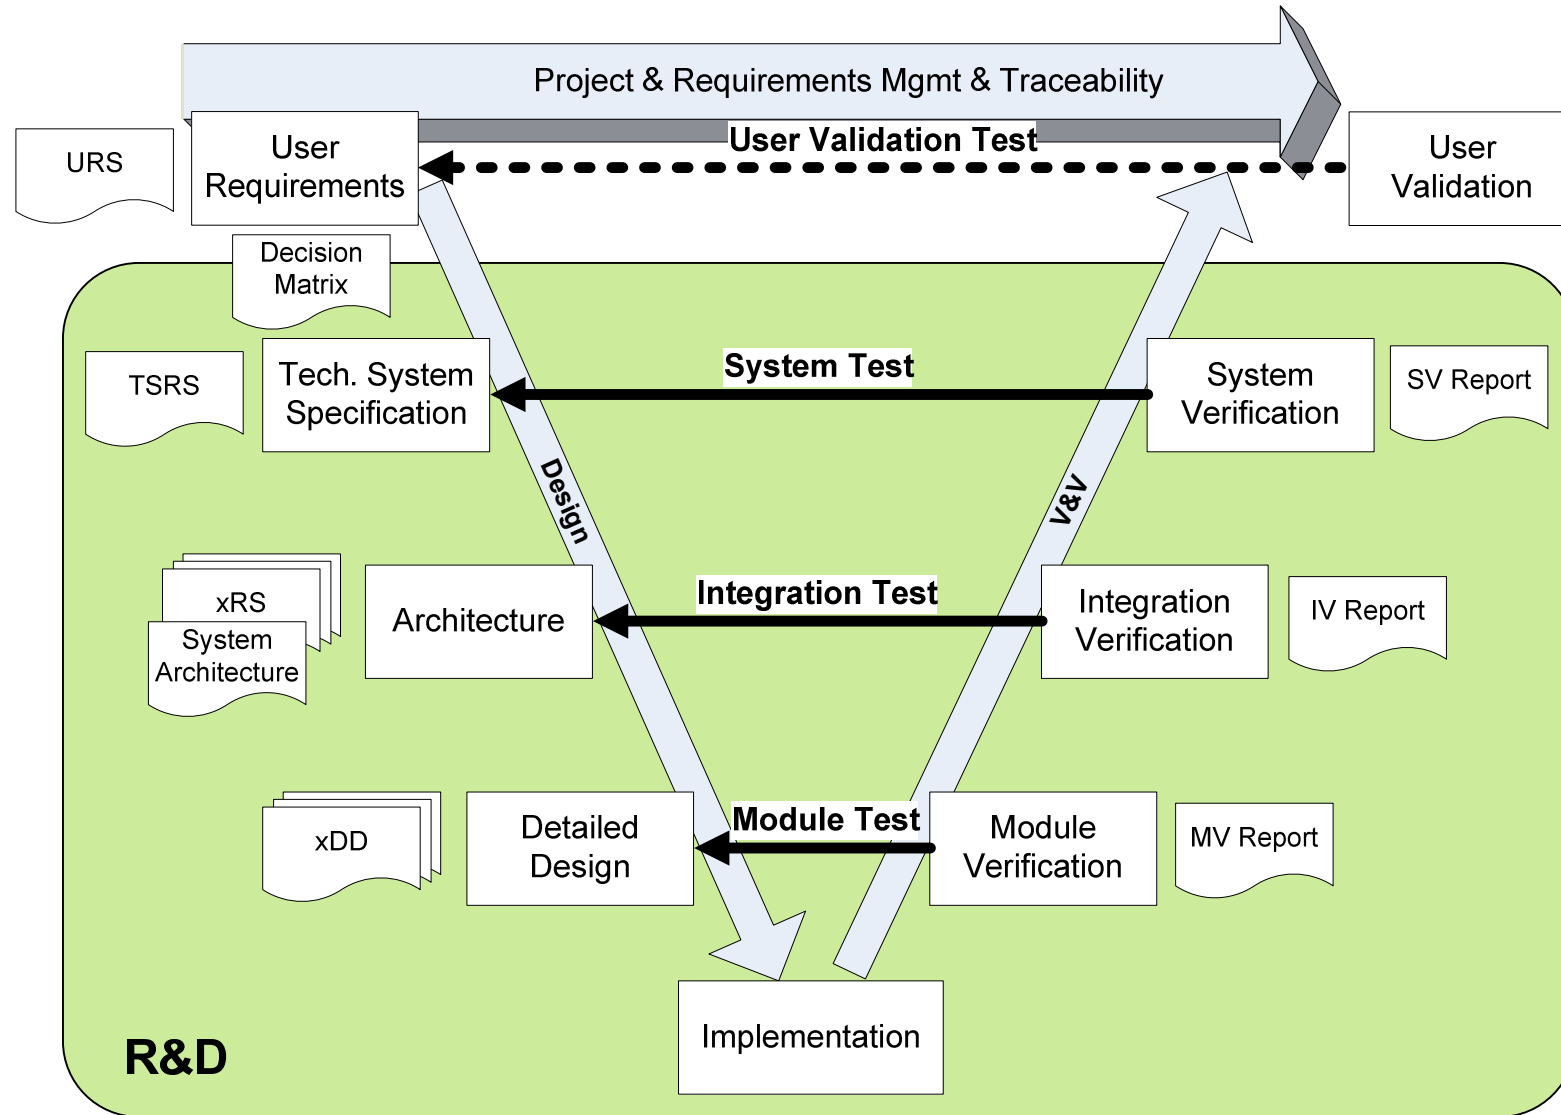 Project & Requirements Mgmt & Traceability
User Validation Test
URS
User
Requirements
User
Validation
Decision
Matrix
TSRS
Tech. System
Specification
System Test
System
Verification
SV Report
Design
V&V
xRS
System
Architecture
Architecture
Integration Test
Integration
Verification
IV Report
xDD
Detailed
Design
Module Test
Module
Verification
MV Report
Implementation
R&D